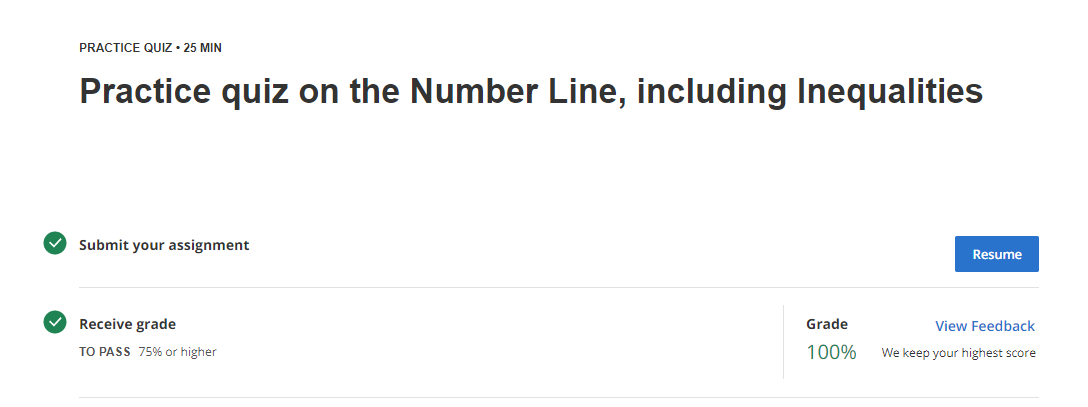 PRACTICE QUIZ • 25 MIN
Practice quiz on the Number Line, including Inequalities
Submit your assignment
Resume
Receive grade
TO PASS 75% or higher
Grade
100%
View Feedback
We keep your highest score